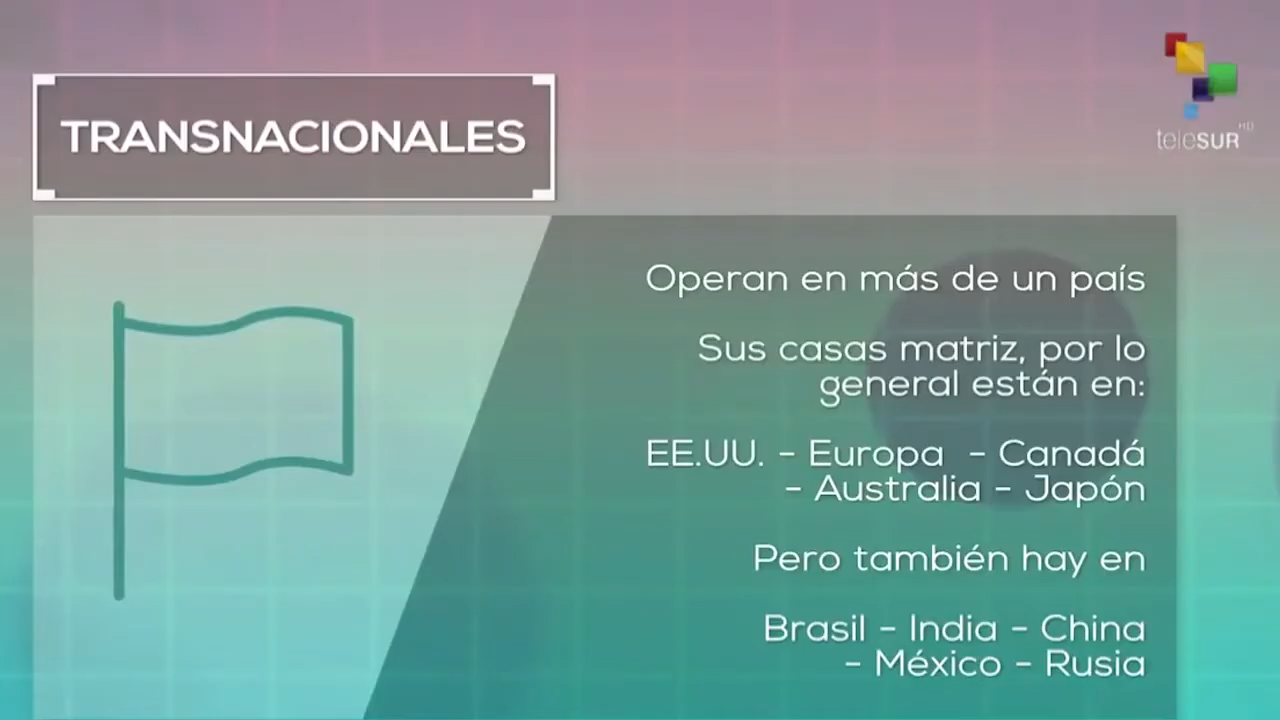 TRANSNACIONALES
teleSUR HD
Operan en más de un país
Sus casas matriz, por lo
general están en:
EE.UU. - Europa - Canadá
- Australia - Japón
Pero también hay en
Brasil - India - China
- México - Rusia